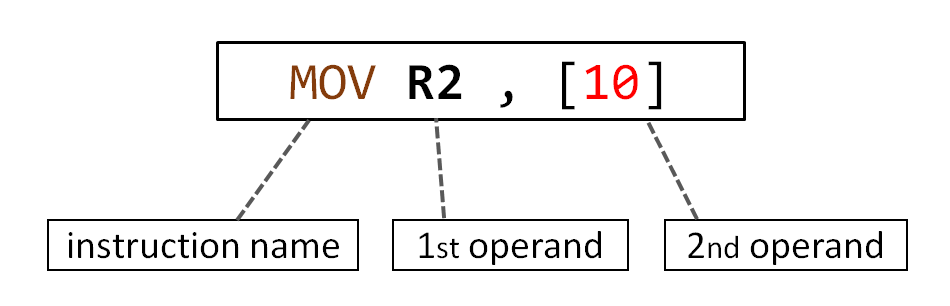 MOV R2 , [10]
instruction name
1st operand
2nd operand